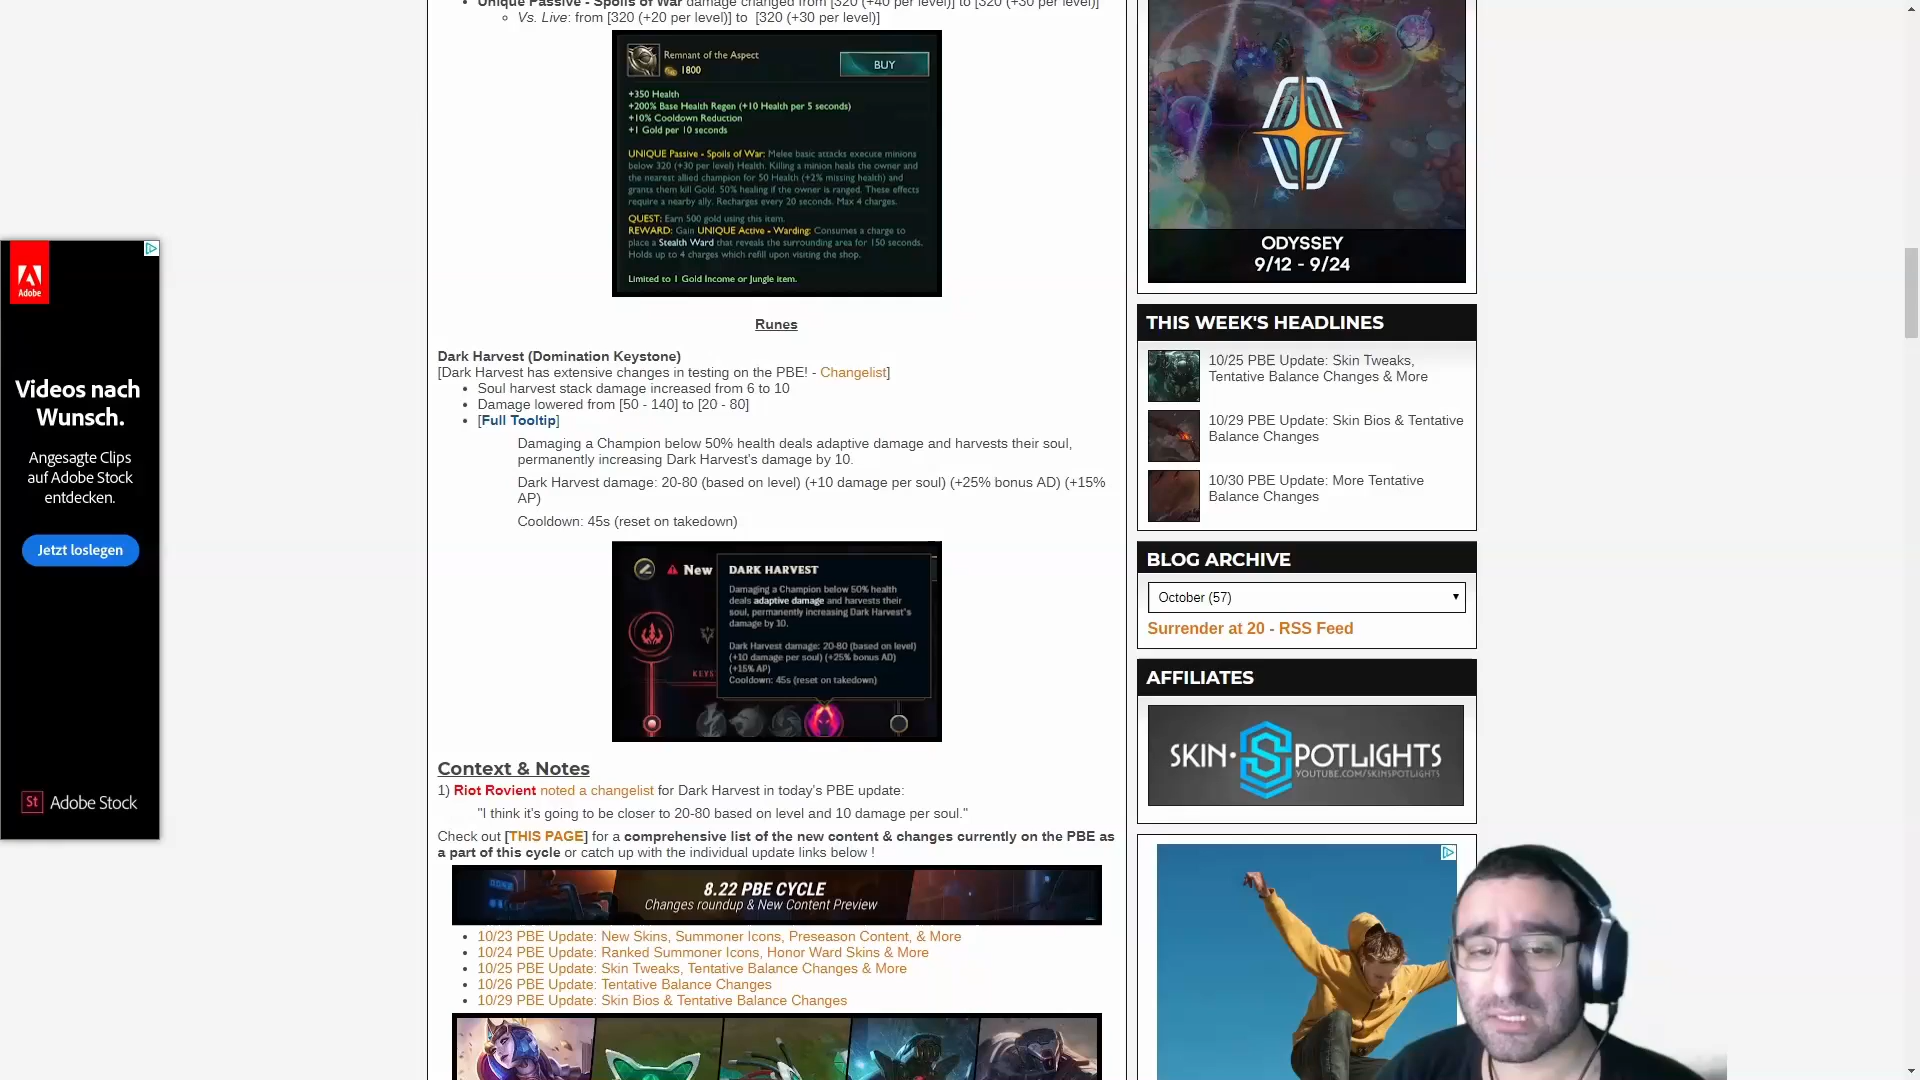 Unique Passive - Spoils of War damage changed from [320 (+40 per level)] to [320 (+30 per level)]
Vs. Live: from [320 (+20 per level)] to [320 (+30 per level)]
Remnant of the Aspect
1800
BUY
+350 Health
+200% Base Health Regen (+10 Health per 5 seconds)
+10% Cooldown Reduction
+1 Gold per 10 seconds
UNIQUE Passive - Spoils of War: Melee basic attacks execute minions
below 320 (+30 per level) Health. Killing a minion heals the owner and
the nearest allied champion for 50 Health (+2% missing health) and
grants them kill Gold. 50% healing if the owner is ranged. These effects
require a nearby ally. Recharges every 20 seconds. Max 4 charges.
QUEST: Earn 500 gold using this item.
REWARD: Gain UNIQUE Active - Warding: Consumes a charge to
place a Stealth Ward that reveals the surrounding area for 150 seconds.
Holds up to 4 charges which refill upon visiting the shop.
Limited to 1 Gold Income or Jungle item.
Runes
Dark Harvest (Domination Keystone)
[Dark Harvest has extensive changes in testing on the PBE! - Changelist]
Soul harvest stack damage increased from 6 to 10
Damage lowered from [50 - 140] to [20 - 80]
[Full Tooltip]
Damaging a Champion below 50% health deals adaptive damage and harvests their soul,
permanently increasing Dark Harvest's damage by 10.
Dark Harvest damage: 20-80 (based on level) (+10 damage per soul) (+25% bonus AD) (+15%
AP)
Cooldown: 45s (reset on takedown)
New
DARK HARVEST
Damaging a Champion below 50% health
deals adaptive damage and harvests their
soul, permanently increasing Dark Harvest's
damage by 10.
Dark Harvest damage: 20-80 (based on level)
(+10 damage per soul) (+25% bonus AD)
(+15% AP)
Cooldown: 45s (reset on takedown)
KEYS
Context & Notes
1) Riot Rovient noted a changelist for Dark Harvest in today's PBE update:
"I think it's going to be closer to 20-80 based on level and 10 damage per soul."
Check out [THIS PAGE] for a comprehensive list of the new content & changes currently on the PBE as
a part of this cycle or catch up with the individual update links below !
8.22 PBE CYCLE
Changes roundup & New Content Preview
10/23 PBE Update: New Skins, Summoner Icons, Preseason Content, & More
10/24 PBE Update: Ranked Summoner Icons, Honor Ward Skins & More
10/25 PBE Update: Skin Tweaks, Tentative Balance Changes & More
10/26 PBE Update: Tentative Balance Changes
10/29 PBE Update: Skin Bios & Tentative Balance Changes
Adobe
Videos nach
Wunsch.
Angesagte Clips
auf Adobe Stock
entdecken.
Jetzt loslegen
St Adobe Stock
ODYSSEY
9/12 - 9/24
THIS WEEK'S HEADLINES
10/25 PBE Update: Skin Tweaks,
Tentative Balance Changes & More
10/29 PBE Update: Skin Bios & Tentative
Balance Changes
10/30 PBE Update: More Tentative
Balance Changes
BLOG ARCHIVE
October (57)
Surrender at 20 - RSS Feed
AFFILIATES
SKIN·SPOTLIGHTS
YOUTUBE.COM/SKINSPOTLIGHTS